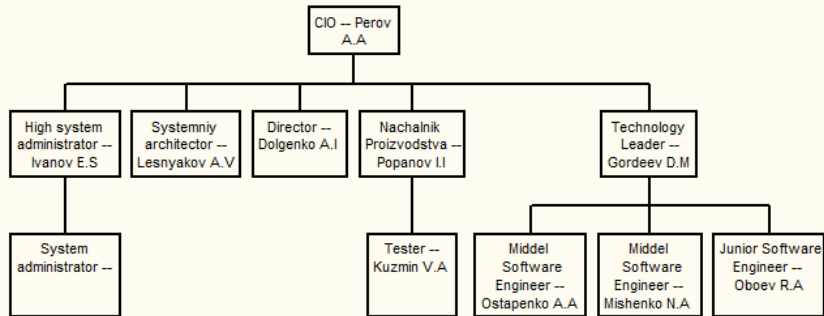 CIO -- Perov
A.A
High system
administrator --
Ivanov E.S
Systemniy
architector --
Lesnyakov A.V
Director --
Dolgenko A.I
Nachalnik
Proizvodstva --
Popanov I.I
Technology
Leader --
Gordeev D.M
System
administrator --
Tester --
Kuzmin V.A
Middel
Software
Engineer --
Ostapenko A.A
Middel
Software
Engineer --
Mishenko N.A
Junior Software
Engineer --
Oboev R.A